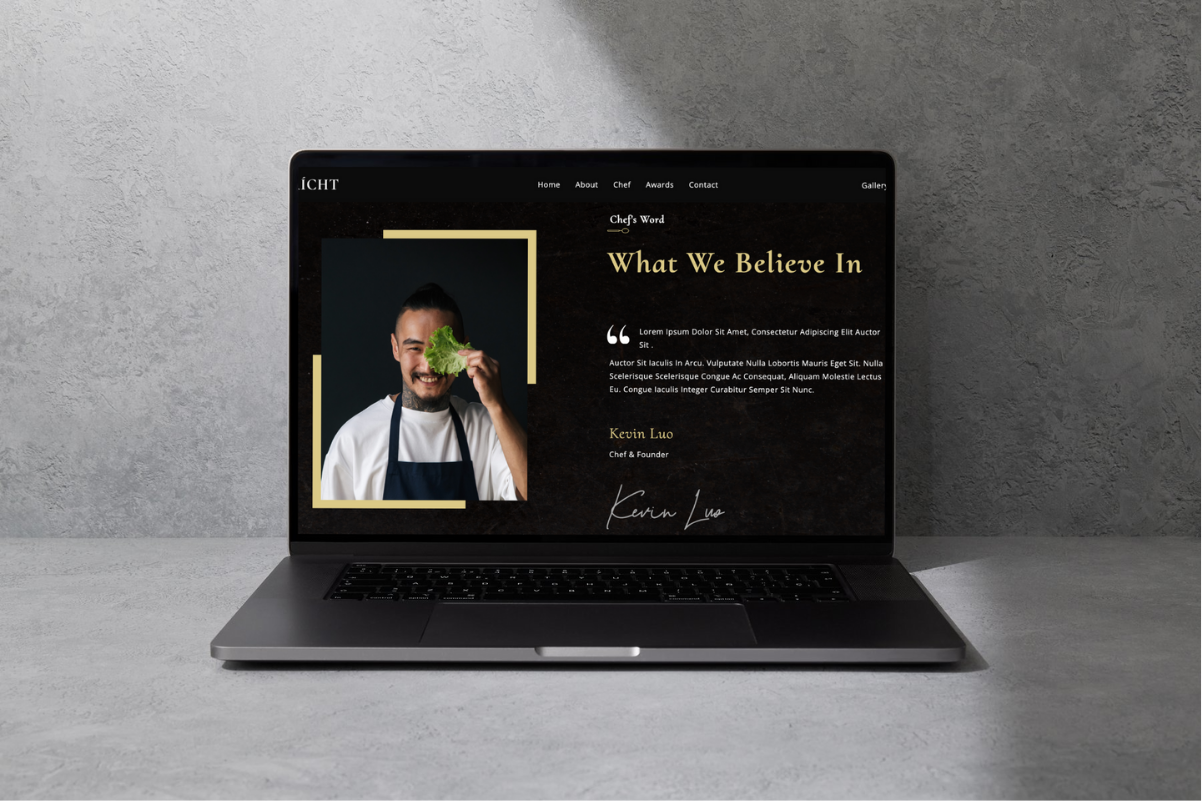 ÍCHT
Home About Chef Awards Contact
Chef's Word
What We Believe In
Lorem Ipsum Dolor Sit Amet, Consectetur Adipiscing Elit Auctor
Sit .
Auctor Sit Iaculis In Arcu. Vulputate Nulla Lobortis Mauris Eget Sit. Nulla
Scelerisque Scelerisque Congue Ac Consequat, Aliquam Molestie Lectus
Eu. Congue Iaculis Integer Curabitur Semper Sit Nunc.
Kevin Luo
Chef & Founder
Kevin Luo